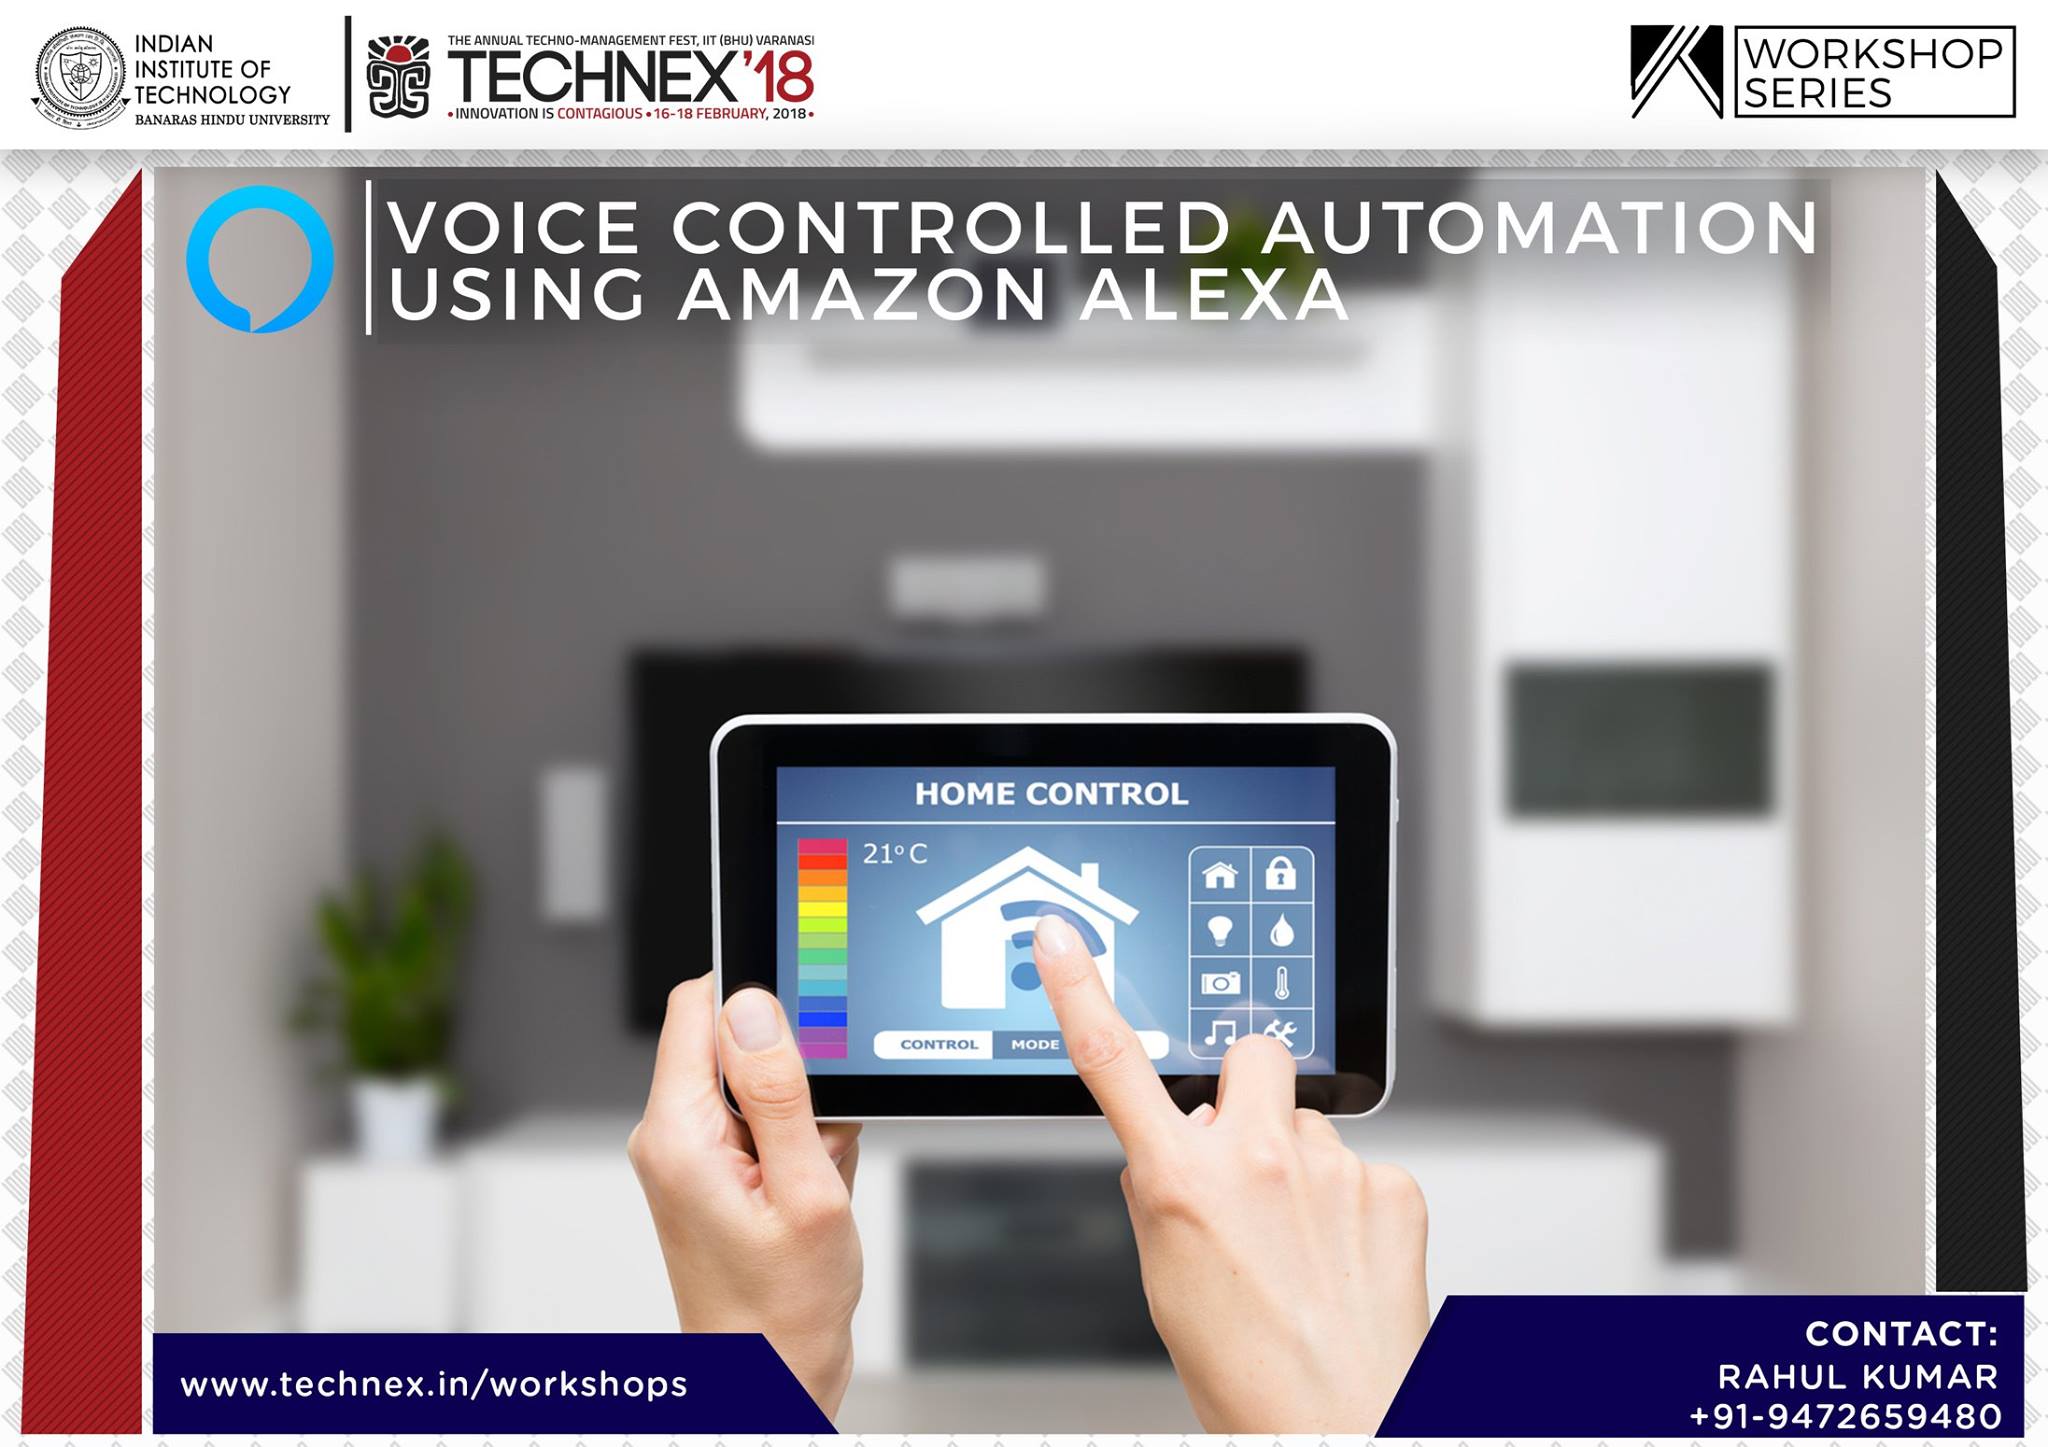 INDIAN
INSTITUTE OF
TECHNOLOGY
BANARAS HINDU UNIVERSITY
THE ANNUAL TECHNO-MANAGEMENT FEST, IIT (BHU) VARANASI
TECHNEX'18
• INNOVATION IS CONTAGIOUS • 16-18 FEBRUARY, 2018 •
WORKSHOP
SERIES
VOICE CONTROLLED AUTOMATION
USING AMAZON ALEXA
HOME CONTROL
21°C
CONTROL MODE
www.technex.in/workshops
CONTACT:
RAHUL KUMAR
+91-9472659480